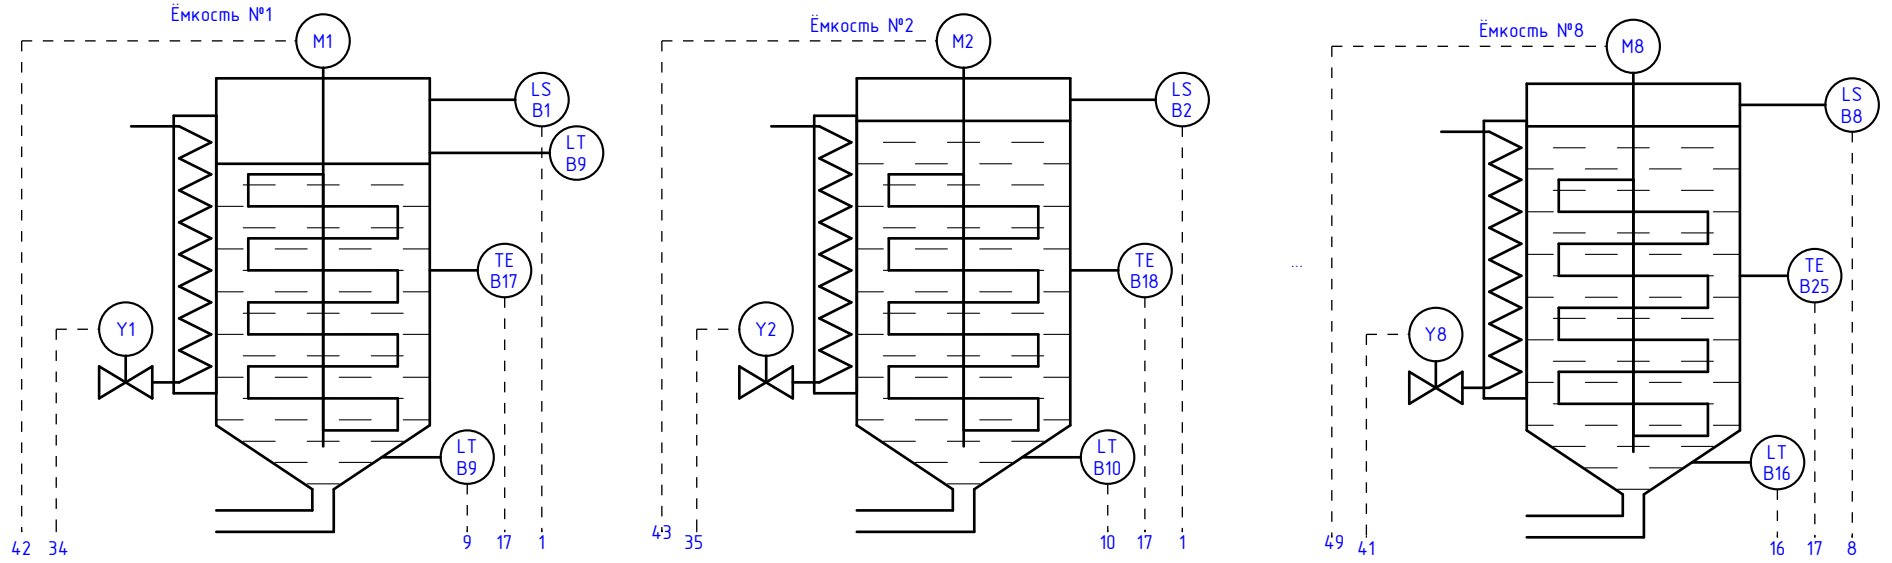 Ёмкость №1
M1
LS
B1
LT
B9
TE
B17
Y1
LT
B9
42
34
9
17
1
Ёмкость №2
M2
LS
B2
TE
B18
Y2
LT
B10
43
35
10
17
1
...
Ёмкость №8
M8
LS
B8
TE
B25
Y8
LT
B16
49
41
16
17
8